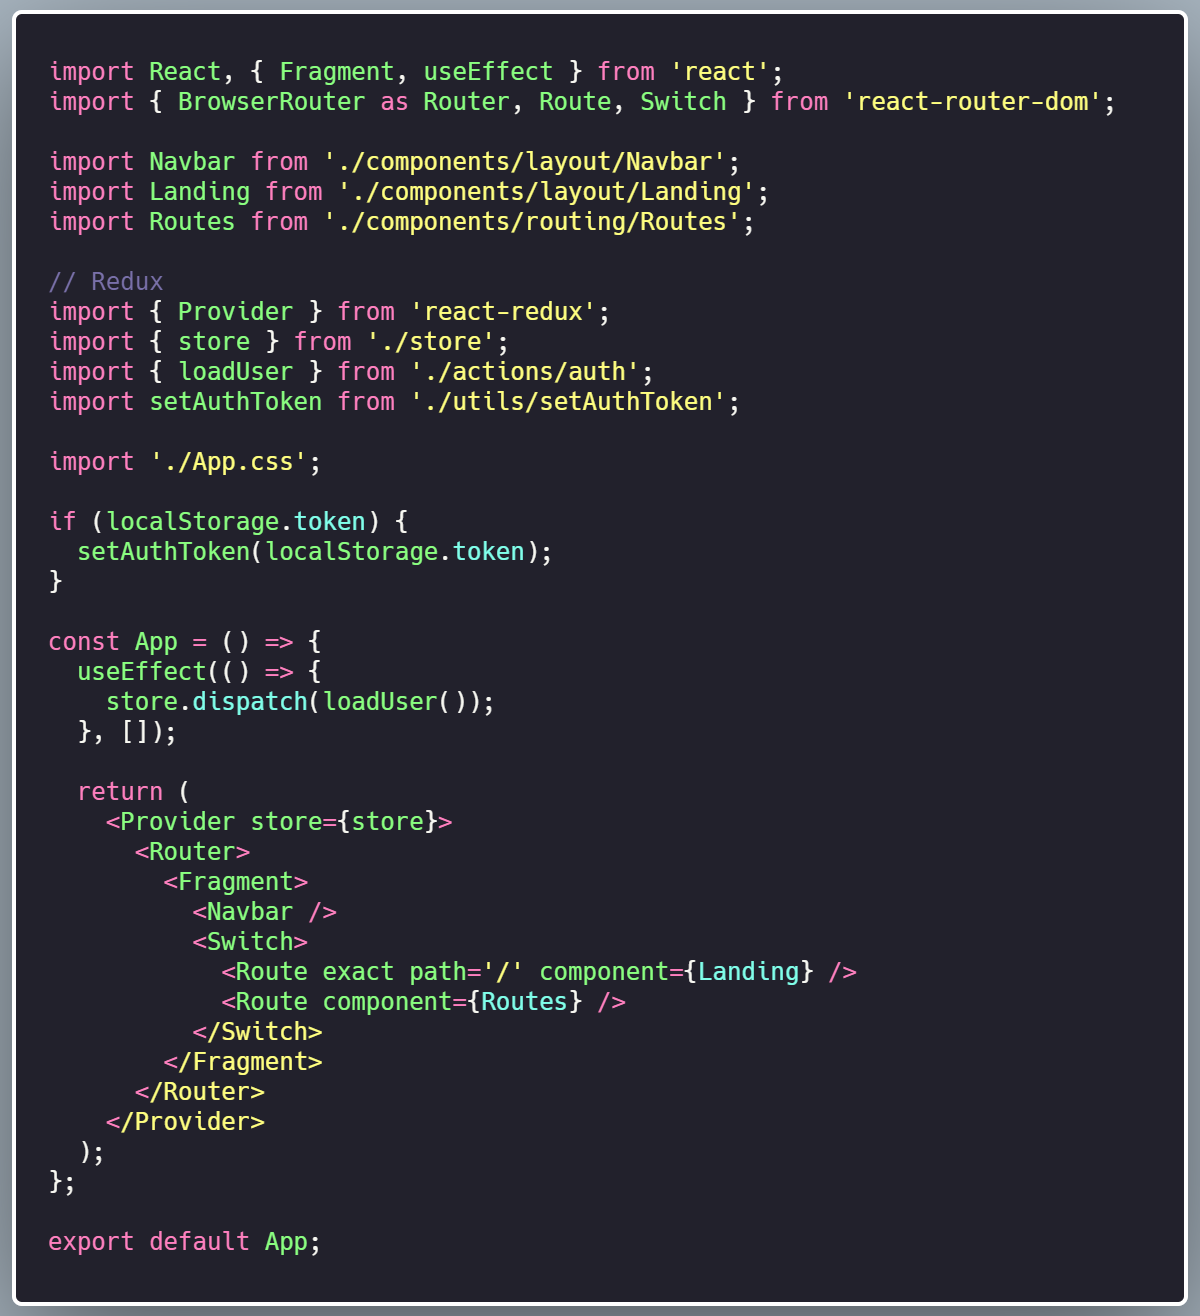 import React, { Fragment, useEffect } from 'react';
import { BrowserRouter as Router, Route, Switch } from 'react-router-dom';

import Navbar from './components/layout/Navbar';
import Landing from './components/layout/Landing';
import Routes from './components/routing/Routes';

// Redux
import { Provider } from 'react-redux';
import { store } from './store';
import { loadUser } from './actions/auth';
import setAuthToken from './utils/setAuthToken';

import './App.css';

if (localStorage.token) {
  setAuthToken(localStorage.token);
}

const App = () => {
  useEffect(() => {
    store.dispatch(loadUser());
  }, []);

  return (
    <Provider store={store}>
      <Router>
        <Fragment>
          <Navbar />
          <Switch>
            <Route exact path='/' component={Landing} />
            <Route component={Routes} />
          </Switch>
        </Fragment>
      </Router>
    </Provider>
  );
};

export default App;